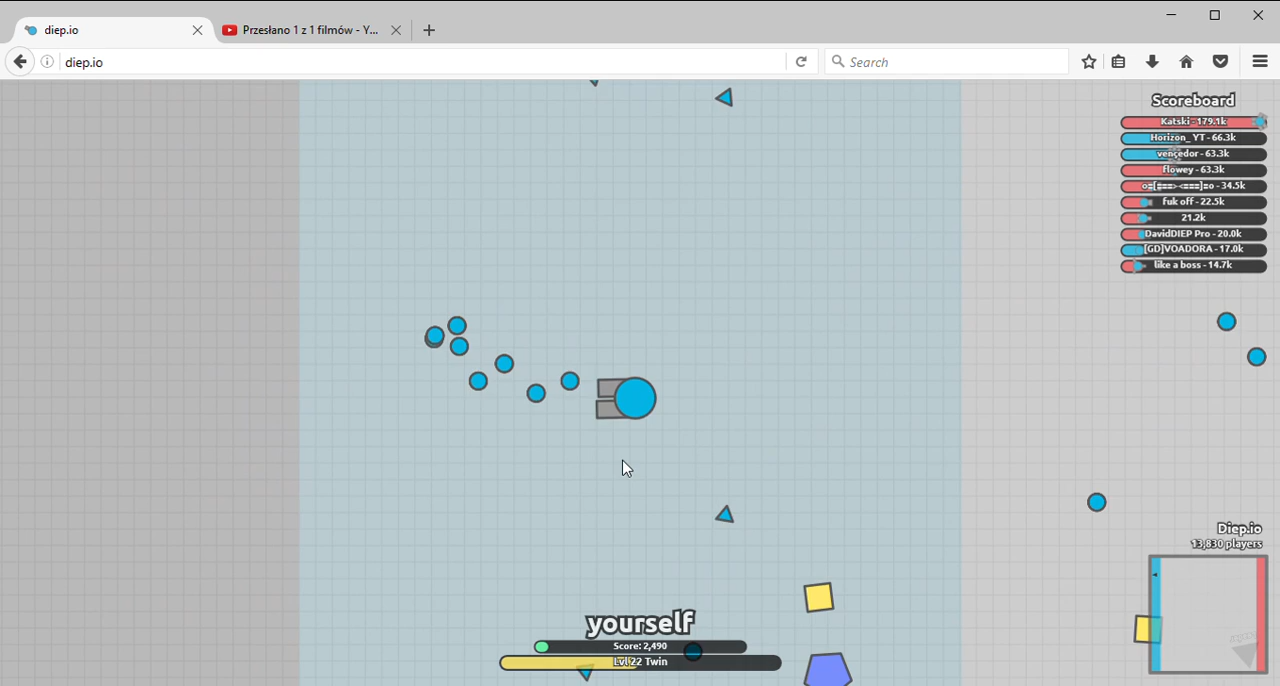 diep.io
Przesłano 1 z 1 filmów - Y...
diep.io
Search
Scoreboard
Katski - 179.1k
Horizon_YT - 66.3k
vencedor - 63.3k
flowey - 63.3k
o=[===><===]=o - 34.5k
fuk off - 22.5k
21.2k
DavidDIEP Pro - 20.0k
[GD]VOADORA - 17.0k
like a boss - 14.7k
Diep.io
13,830 players
yourself
Score: 2,490
Lvl 22 Twin